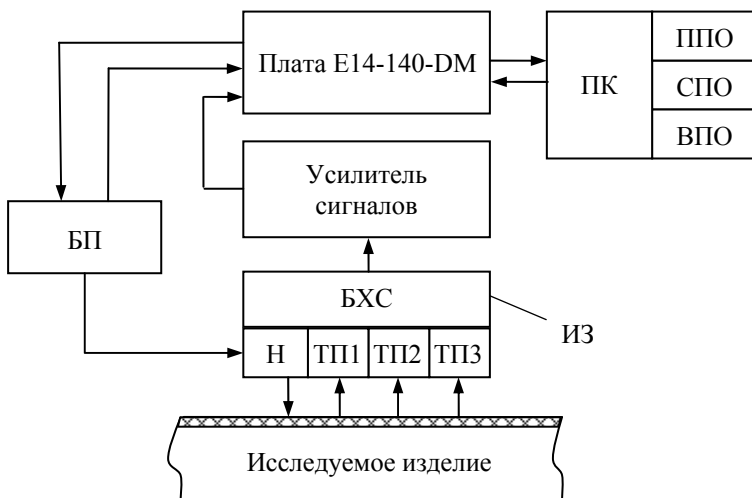 Плата E14-140-DM
ПК
ППО
СПО
ВПО
Усилитель
сигналов
БП
БХС
ИЗ
Н ТП1 ТП2 ТП3
Исследуемое изделие